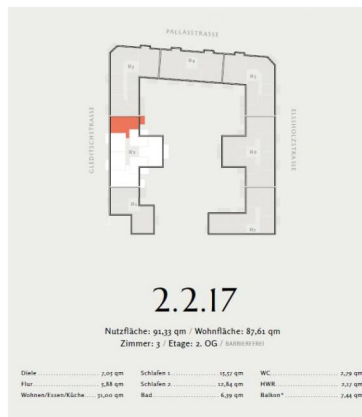 PALLASSTRASSE
GLEDITSCHSTRASSE
ELSSHOLZSTRASSE
2.2.17
Nutzfläche: 91,33 qm / Wohnfläche: 87,61 qm
Zimmer: 3 / Etage: 2. OG / BARRIEREFREI
Diele 7,05 qm Schlafen 1 15,57 qm WC 2,79 qm
Flur 5,88 qm Schlafen 2 12,84 qm HWR 2,17 qm
Wohnen/Essen/Küche 31,00 qm Bad 6,59 qm Balkon* 7,44 qm